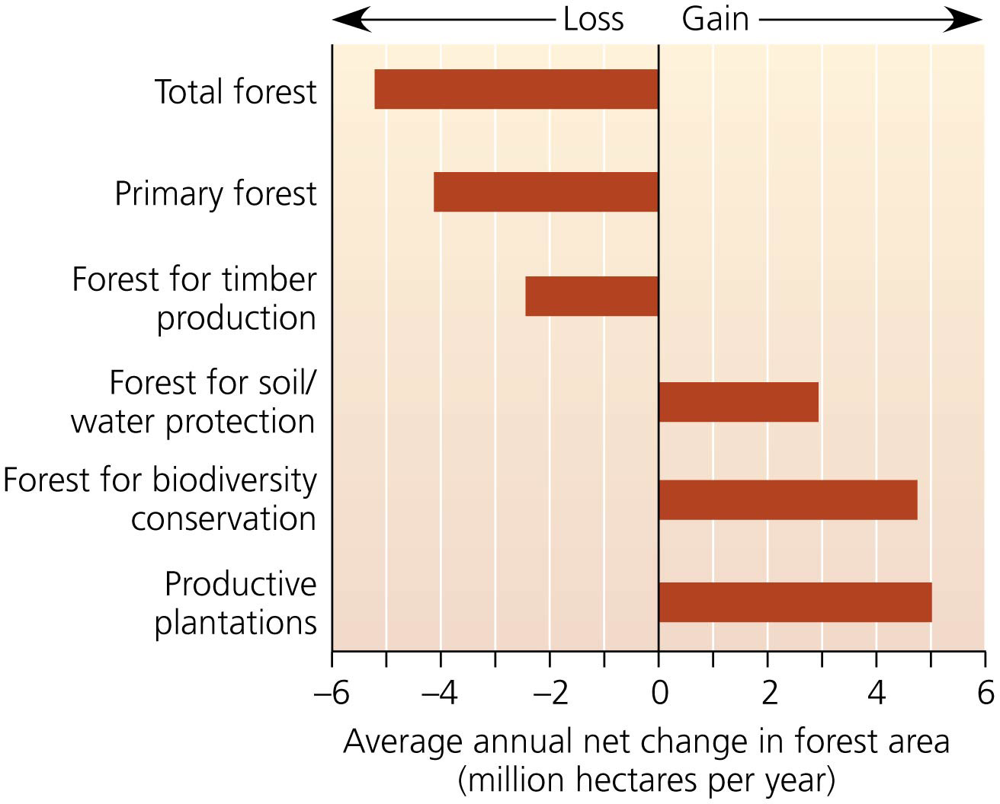 Loss Gain
Total forest
Primary forest
Forest for timber
production
Forest for soil/
water protection
Forest for biodiversity
conservation
Productive
plantations
–6 –4 –2 0 2 4 6
Average annual net change in forest area
(million hectares per year)